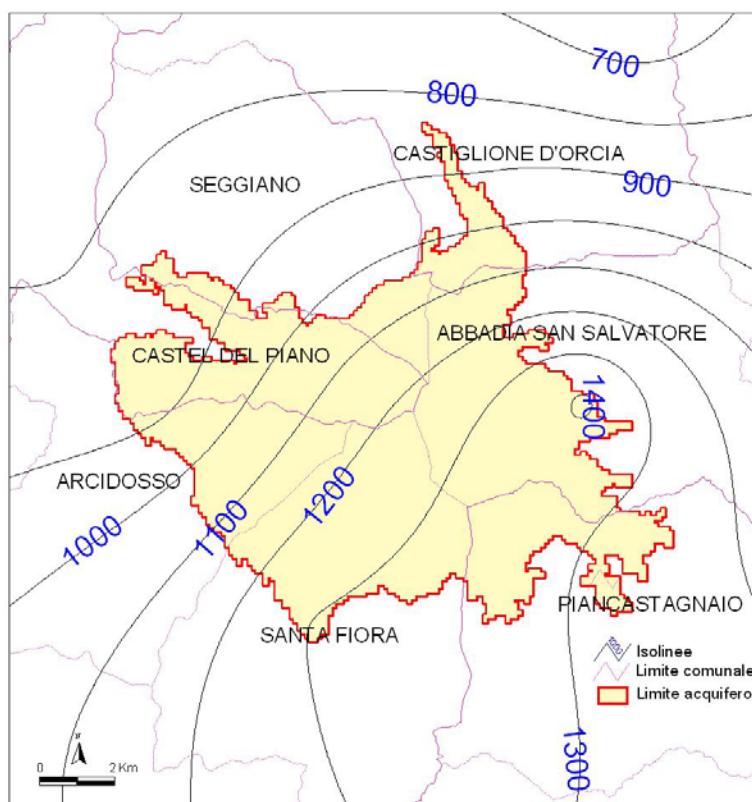 700
800
CASTIGLIONE D'ORCIA
SEGGIANO
900
ABBADIA SAN SALVATORE
CASTEL DEL PIANO
1400
ARCIDOSSO
1200
1100
1000
PIANCASTAGNAIO
SANTA FIORA
Isolinee
Limite comunale
Limite acquifero
1300
0 2 Km